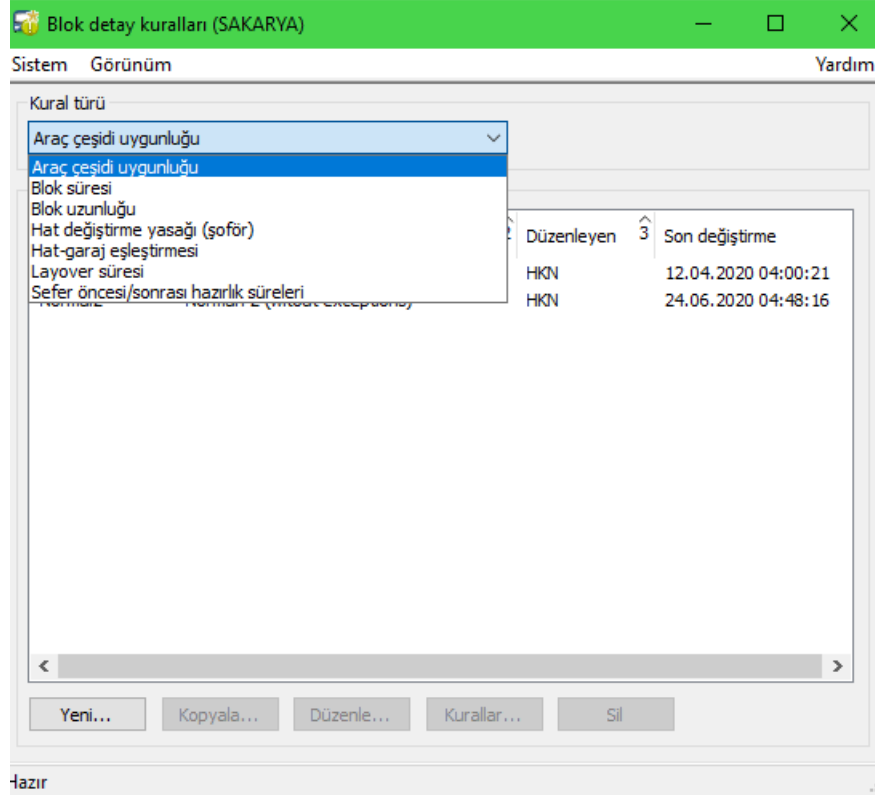 Blok detay kuralları (SAKARYA)
Sistem Görünüm Yardım
Kural türü
Araç çeşidi uygunluğu
Araç çeşidi uygunluğu
Blok süresi
Blok uzunluğu
Hat değiştirme yasağı (şoför)
Hat-garaj eşleştirmesi
Layover süresi
Sefer öncesi/sonrası hazırlık süreleri
2 Düzenleyen 3 Son değiştirme
HKN 12.04.2020 04:00:21
HKN 24.06.2020 04:48:16
Yeni... Kopyala... Düzenle... Kurallar... Sil
Hazır